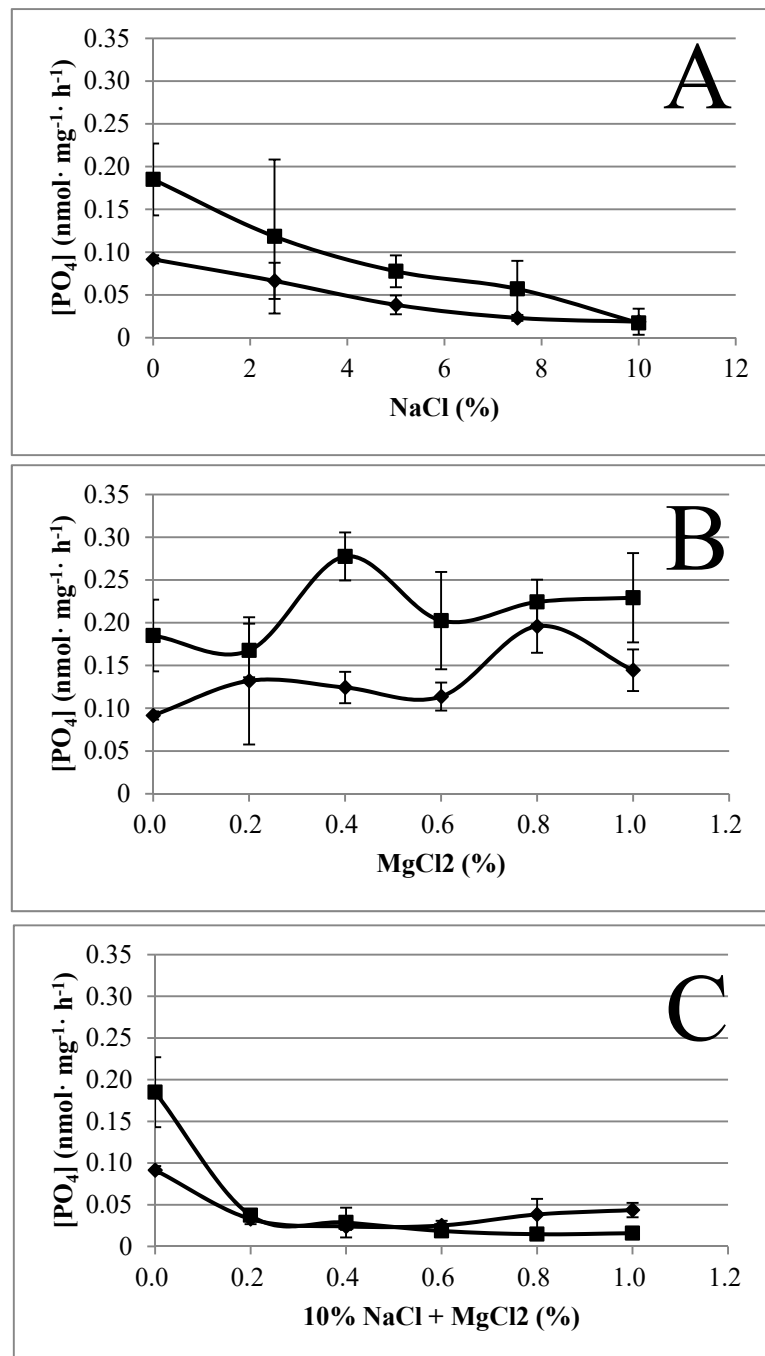 A
0.35
0.30
0.25
0.20
0.15
0.10
0.05
0
0 2 4 6 8 10 12
NaCl (%)
[PO₄] (nmol· mg⁻¹· h⁻¹)
B
0.35
0.30
0.25
0.20
0.15
0.10
0.05
0
0.0 0.2 0.4 0.6 0.8 1.0 1.2
MgCl2 (%)
[PO₄] (nmol· mg⁻¹· h⁻¹)
C
0.35
0.30
0.25
0.20
0.15
0.10
0.05
0
0.0 0.2 0.4 0.6 0.8 1.0 1.2
10% NaCl + MgCl2 (%)
[PO₄] (nmol· mg⁻¹· h⁻¹)